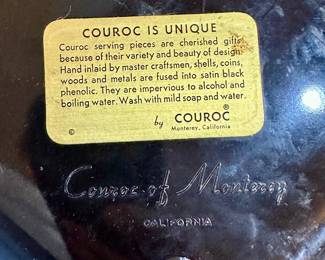 COUROC IS UNIQUE
Couroc serving pieces are cherished gifts
because of their variety and beauty of design.
Hand inlaid by master craftsmen, shells, coins,
woods and metals are fused into satin black
phenolic. They are impervious to alcohol and
boiling water. Wash with mild soap and water.
© by COUROC®
Monterey, California
Couroc of Monterey
CALIFORNIA